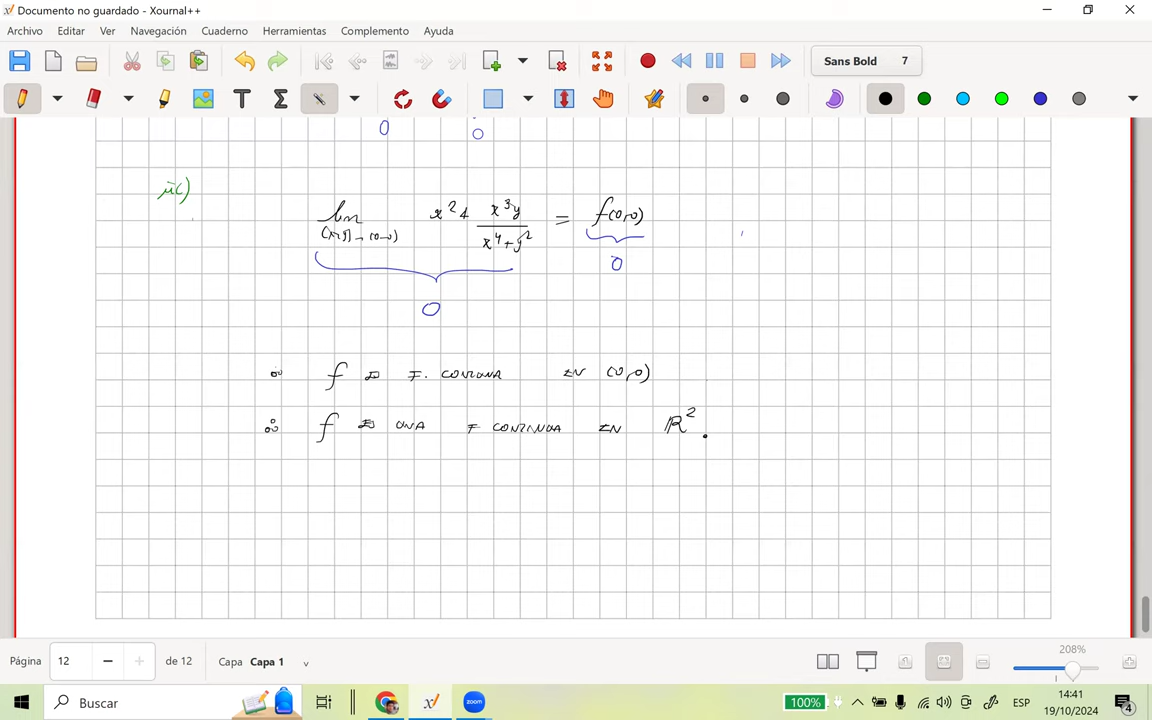 Documento no guardado - Xournal++
Archivo Editar Ver Navegación Cuaderno Herramientas Complemento Ayuda
Sans Bold 7
0 0
iii)
lim x²+ x³y / x⁴+y² = f(0,0)
(x,y)→(0,0)
0
0
∴ f ES F. CONTINUA EN (0,0)
∴ f ES UNA F CONTINUA EN ℝ².
Página 12 de 12 Capa Capa 1 208%
Buscar 100% ESP 14:41
19/10/2024
4